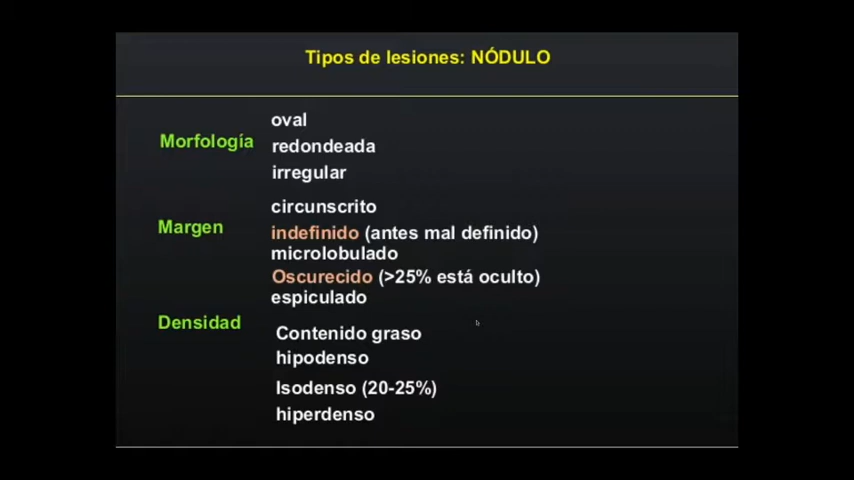 Tipos de lesiones: NÓDULO
Morfología
oval
redondeada
irregular
Margen
circunscrito
indefinido (antes mal definido)
microlobulado
Oscurecido (>25% está oculto)
espiculado
Densidad
Contenido graso
hipodenso
Isodenso (20-25%)
hiperdenso